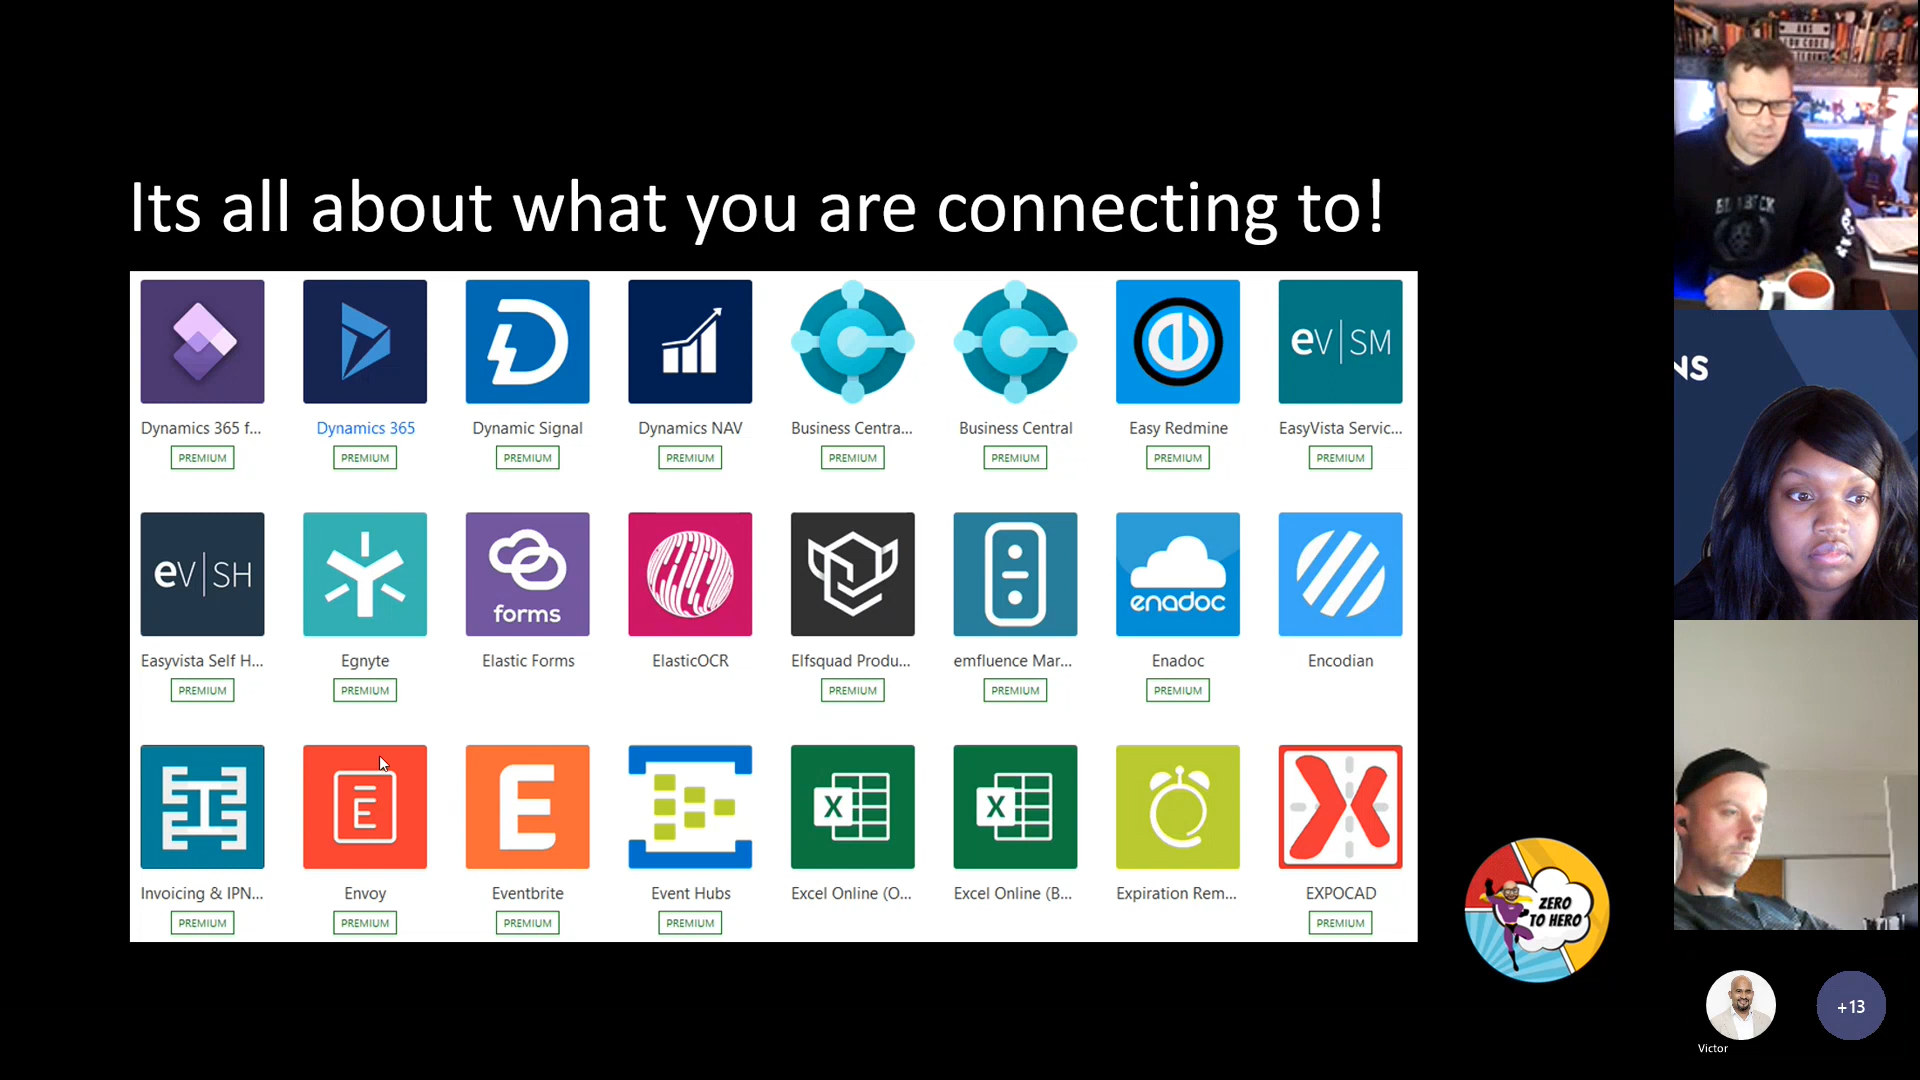 Its all about what you are connecting to!
Dynamics 365 f...
Dynamics 365
Dynamic Signal
Dynamics NAV
Business Centra...
Business Central
Easy Redmine
eV|SM
EasyVista Servic...
PREMIUM
PREMIUM
PREMIUM
PREMIUM
PREMIUM
PREMIUM
PREMIUM
PREMIUM
eV|SH
forms
enadoc
Easyvista Self H...
Egnyte
Elastic Forms
ElasticOCR
Elfsquad Produ...
emfluence Mar...
Enadoc
Encodian
PREMIUM
PREMIUM
PREMIUM
PREMIUM
PREMIUM
Invoicing & IPN...
Envoy
Eventbrite
Event Hubs
Excel Online (O...
Excel Online (B...
Expiration Rem...
EXPOCAD
PREMIUM
PREMIUM
PREMIUM
PREMIUM
PREMIUM
ZERO
TO HERO
NS
Victor
+13